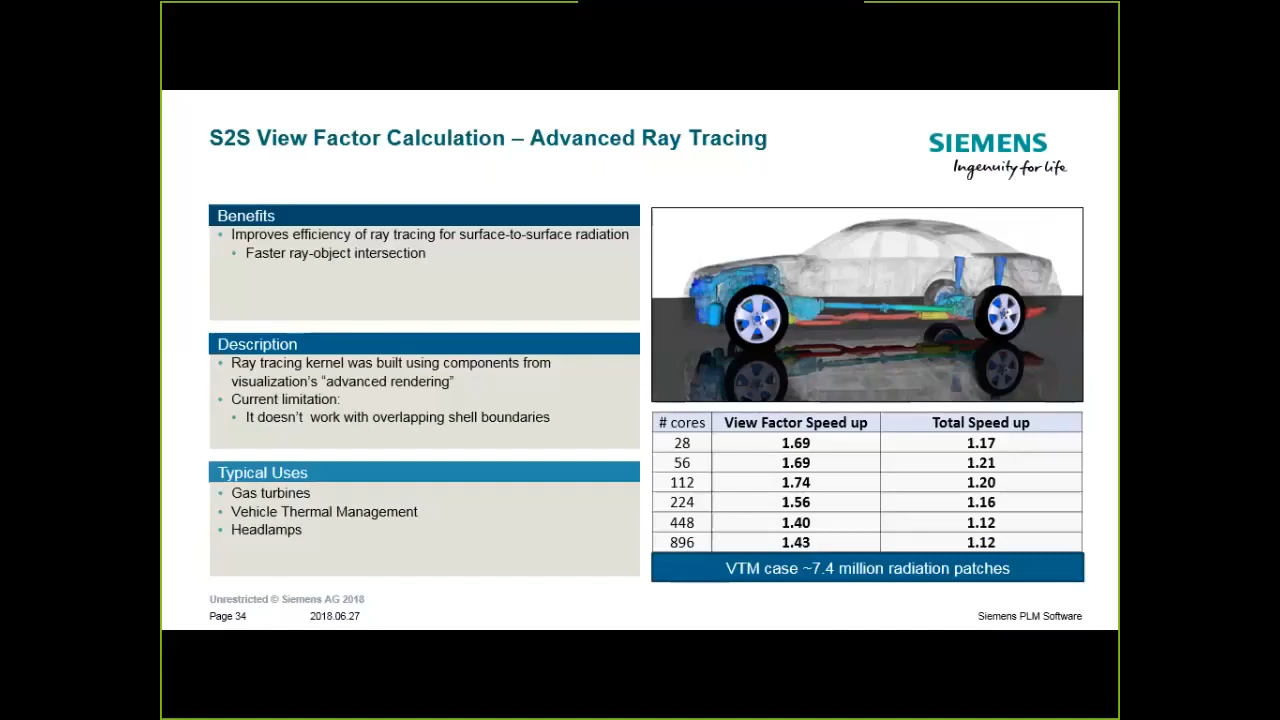 S2S View Factor Calculation – Advanced Ray Tracing
SIEMENS
Ingenuity for life
Benefits
• Improves efficiency of ray tracing for surface-to-surface radiation
• Faster ray-object intersection
Description
• Ray tracing kernel was built using components from
visualization's “advanced rendering”
• Current limitation:
• It doesn't work with overlapping shell boundaries
Typical Uses
• Gas turbines
• Vehicle Thermal Management
• Headlamps
# cores View Factor Speed up Total Speed up
28 1.69 1.17
56 1.69 1.21
112 1.74 1.20
224 1.56 1.16
448 1.40 1.12
896 1.43 1.12
VTM case ~7.4 million radiation patches
Unrestricted © Siemens AG 2018
Page 34 2018.06.27 Siemens PLM Software